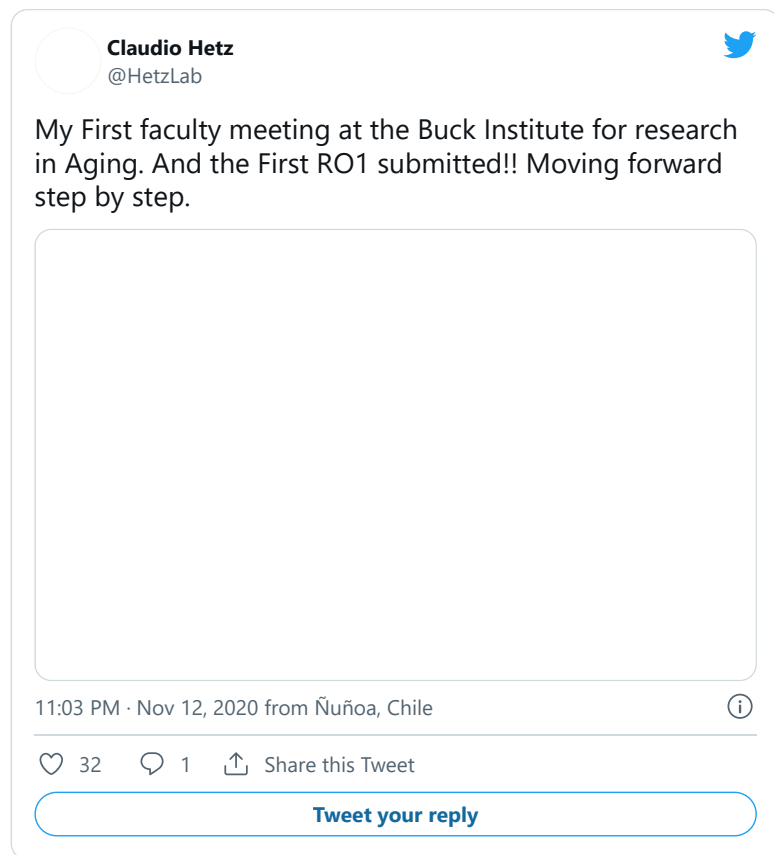 Claudio Hetz
@HetzLab
My First faculty meeting at the Buck Institute for research
in Aging. And the First RO1 submitted!! Moving forward
step by step.
11:03 PM · Nov 12, 2020 from Ñuñoa, Chile
32 1 Share this Tweet
Tweet your reply